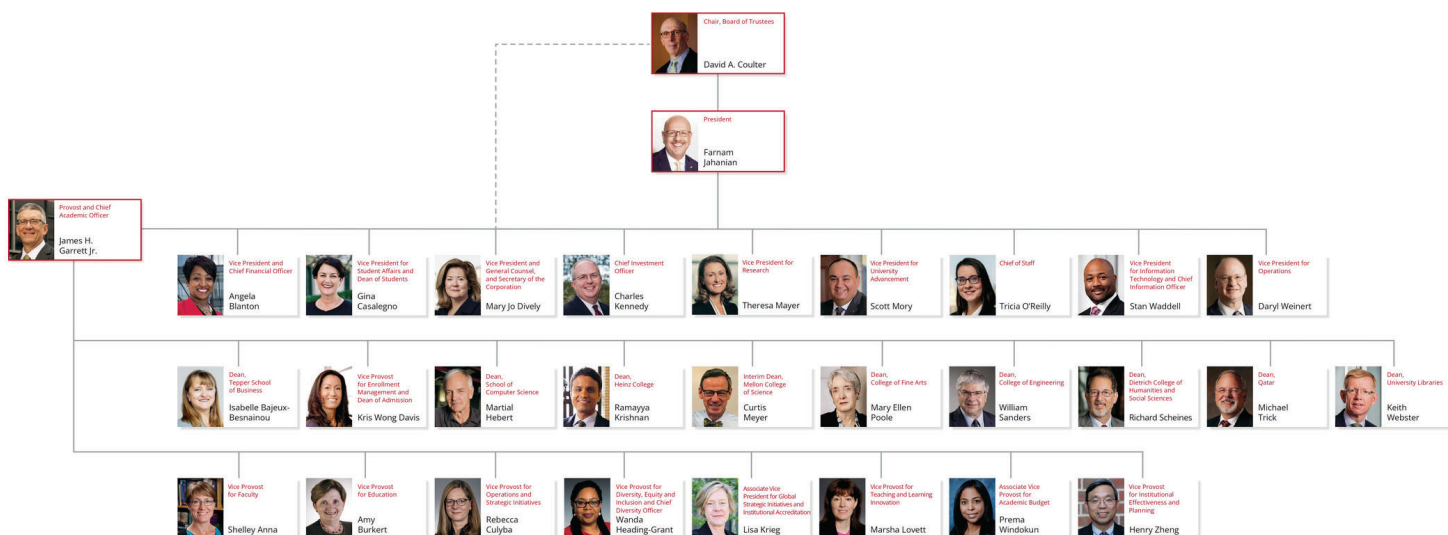 Chair, Board of Trustees
David A. Coulter
President
Farnam
Jahanian
Provost and Chief
Academic Officer
James H.
Garrett Jr.
Vice President and
Chief Financial Officer
Angela
Blanton
Vice President for
Student Affairs and
Dean of Students
Gina
Casalegno
Vice President and
General Counsel,
and Secretary of the
Corporation
Mary Jo Dively
Chief Investment
Officer
Charles
Kennedy
Vice President for
Research
Theresa Mayer
Vice President for
University
Advancement
Scott Mory
Chief of Staff
Tricia O'Reilly
Vice President
for Information
Technology and Chief
Information Officer
Stan Waddell
Vice President for
Operations
Daryl Weinert
Dean,
Tepper School
of Business
Isabelle Bajeux-
Besnainou
Vice Provost
for Enrollment
Management and
Dean of Admission
Kris Wong Davis
Dean,
School of
Computer Science
Martial
Hebert
Dean,
Heinz College
Ramayya
Krishnan
Interim Dean,
Mellon College
of Science
Curtis
Meyer
Dean,
College of Fine Arts
Mary Ellen
Poole
Dean,
College of Engineering
William
Sanders
Dean,
Dietrich College of
Humanities and
Social Sciences
Richard Scheines
Dean,
Qatar
Michael
Trick
Dean,
University Libraries
Keith
Webster
Vice Provost
for Faculty
Shelley Anna
Vice Provost
for Education
Amy
Burkert
Vice Provost for
Operations and
Strategic Initiatives
Rebecca
Culyba
Vice Provost for
Diversity, Equity and
Inclusion and Chief
Diversity Officer
Wanda
Heading-Grant
Associate Vice
President for Global
Strategic Initiatives and
Institutional Accreditation
Lisa Krieg
Vice Provost for
Teaching and Learning
Innovation
Marsha Lovett
Associate Vice
Provost for
Academic Budget
Prema
Windokun
Vice Provost
for Institutional
Effectiveness and
Planning
Henry Zheng